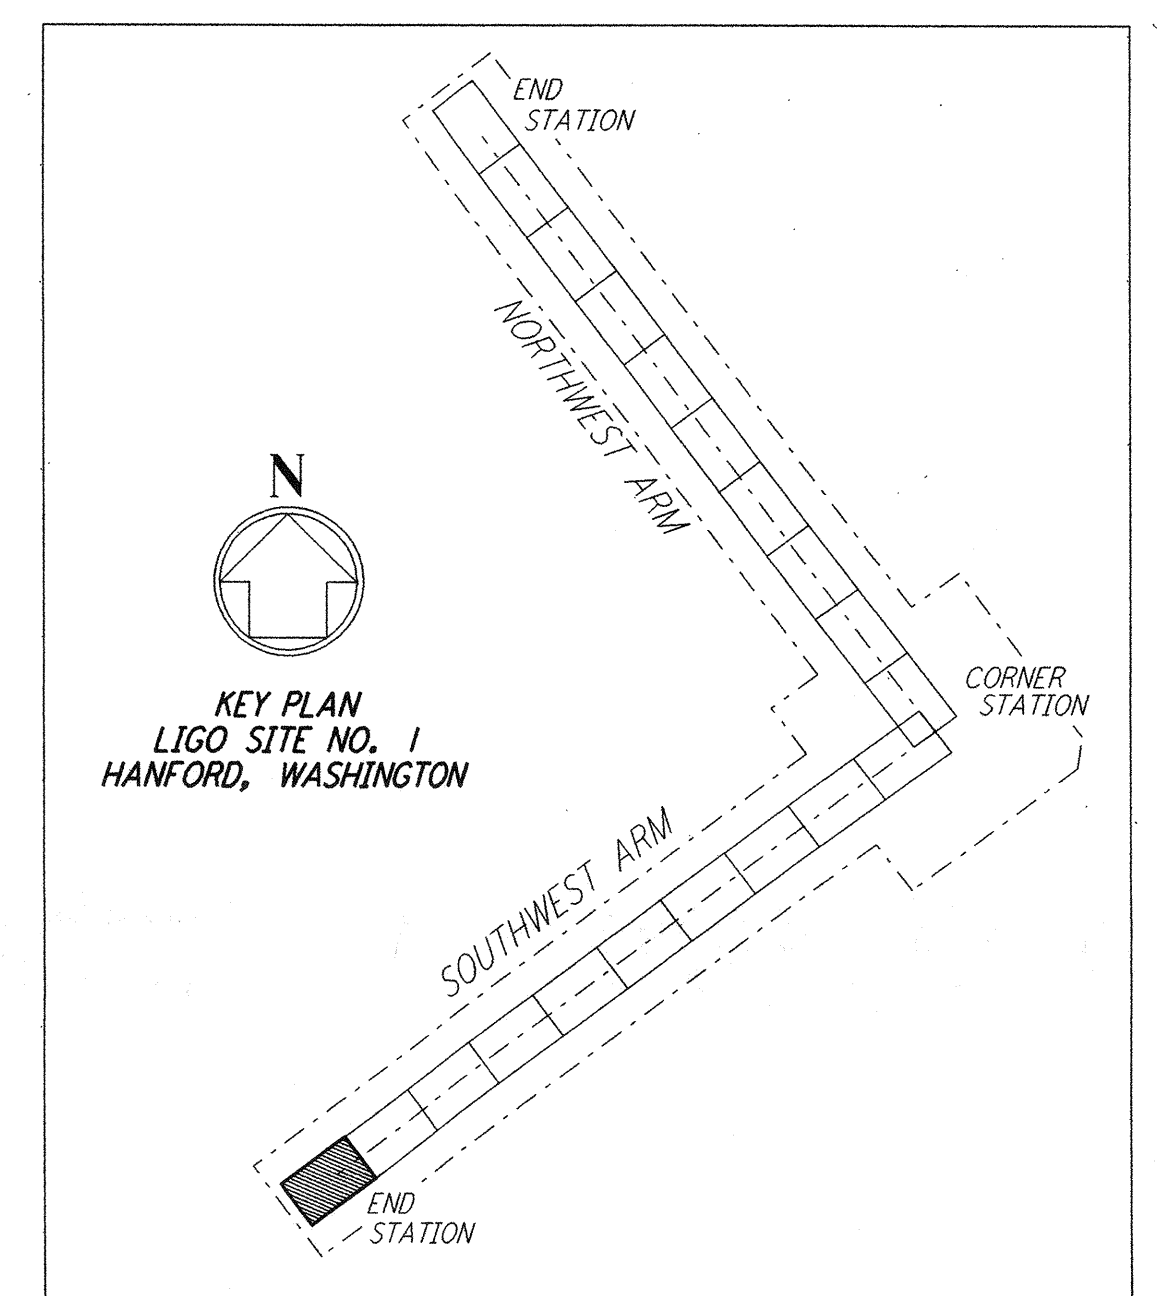 END
STATION
NORTHWEST ARM
N
KEY PLAN
LIGO SITE NO. 1
HANFORD, WASHINGTON
CORNER
STATION
SOUTHWEST ARM
END
STATION